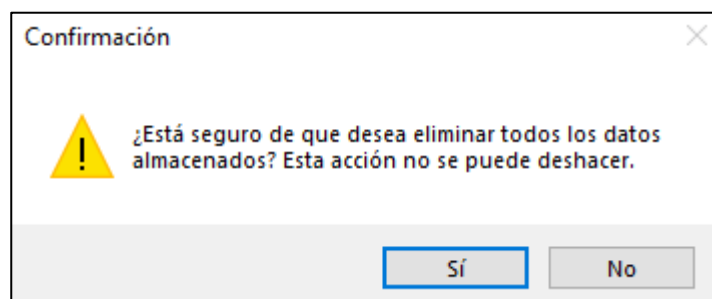 Confirmación
¿Está seguro de que desea eliminar todos los datos
almacenados? Esta acción no se puede deshacer.
Sí No